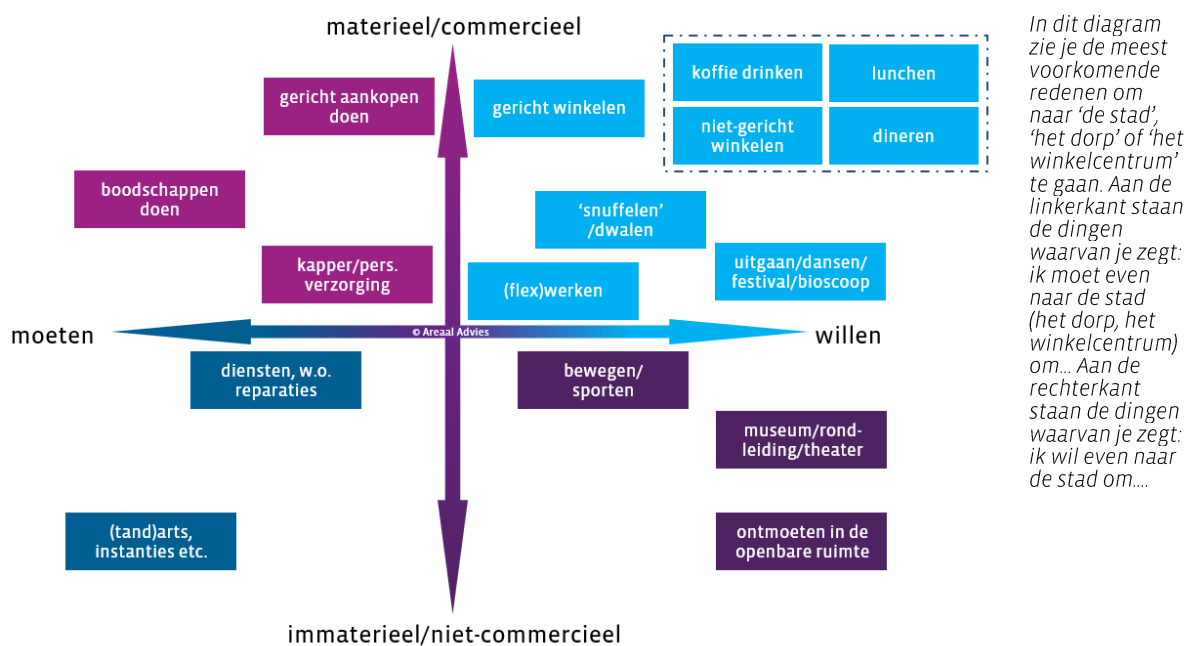 materieel/commercieel
gericht aankopen
doen
gericht winkelen
koffie drinken
lunchen
niet-gericht
winkelen
dineren
boodschappen
doen
‘snuffelen’
/dwalen
kapper/pers.
verzorging
(flex)werken
uitgaan/dansen/
festival/bioscoop
moeten
© Areaal Advies
willen
diensten, w.o.
reparaties
bewegen/
sporten
museum/rond-
leiding/theater
(tand)arts,
instanties etc.
ontmoeten in de
openbare ruimte
immaterieel/niet-commercieel
In dit diagram
zie je de meest
voorkomende
redenen om
naar ‘de stad’,
‘het dorp’ of ‘het
winkelcentrum’
te gaan. Aan de
linkerkant staan
de dingen
waarvan je zegt:
ik moet even
naar de stad
(het dorp, het
winkelcentrum)
om... Aan de
rechterkant
staan de dingen
waarvan je zegt:
ik wil even naar
de stad om....